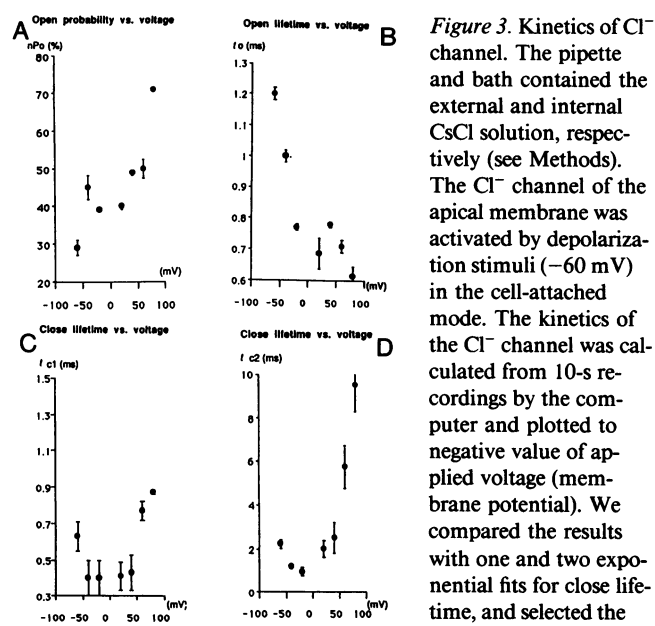 Open probability vs. voltage
A
nPo (%)
80
70
60
50
40
30
20
(mV)
-100 -50 0 50 100
Open lifetime vs. voltage
B
t o (ms)
1.3
1.2
1.1
1.0
0.9
0.8
0.7
0.6
(mV)
-100 -50 0 50 100
Close lifetime vs. voltage
C
t c1 (ms)
1.5
1.3
1.1
0.9
0.7
0.5
0.3
-100 -50 0 50 100
(mV)
Close lifetime vs. voltage
D
t c2 (ms)
10
8
6
4
2
0
-100 -50 0 50 100
(mV)
Figure 3. Kinetics of Cl⁻
channel. The pipette
and bath contained the
external and internal
CsCl solution, respec-
tively (see Methods).
The Cl⁻ channel of the
apical membrane was
activated by depolariza-
tion stimuli (−60 mV)
in the cell-attached
mode. The kinetics of
the Cl⁻ channel was cal-
culated from 10-s re-
cordings by the com-
puter and plotted to
negative value of ap-
plied voltage (mem-
brane potential). We
compared the results
with one and two expo-
nential fits for close life-
time, and selected the